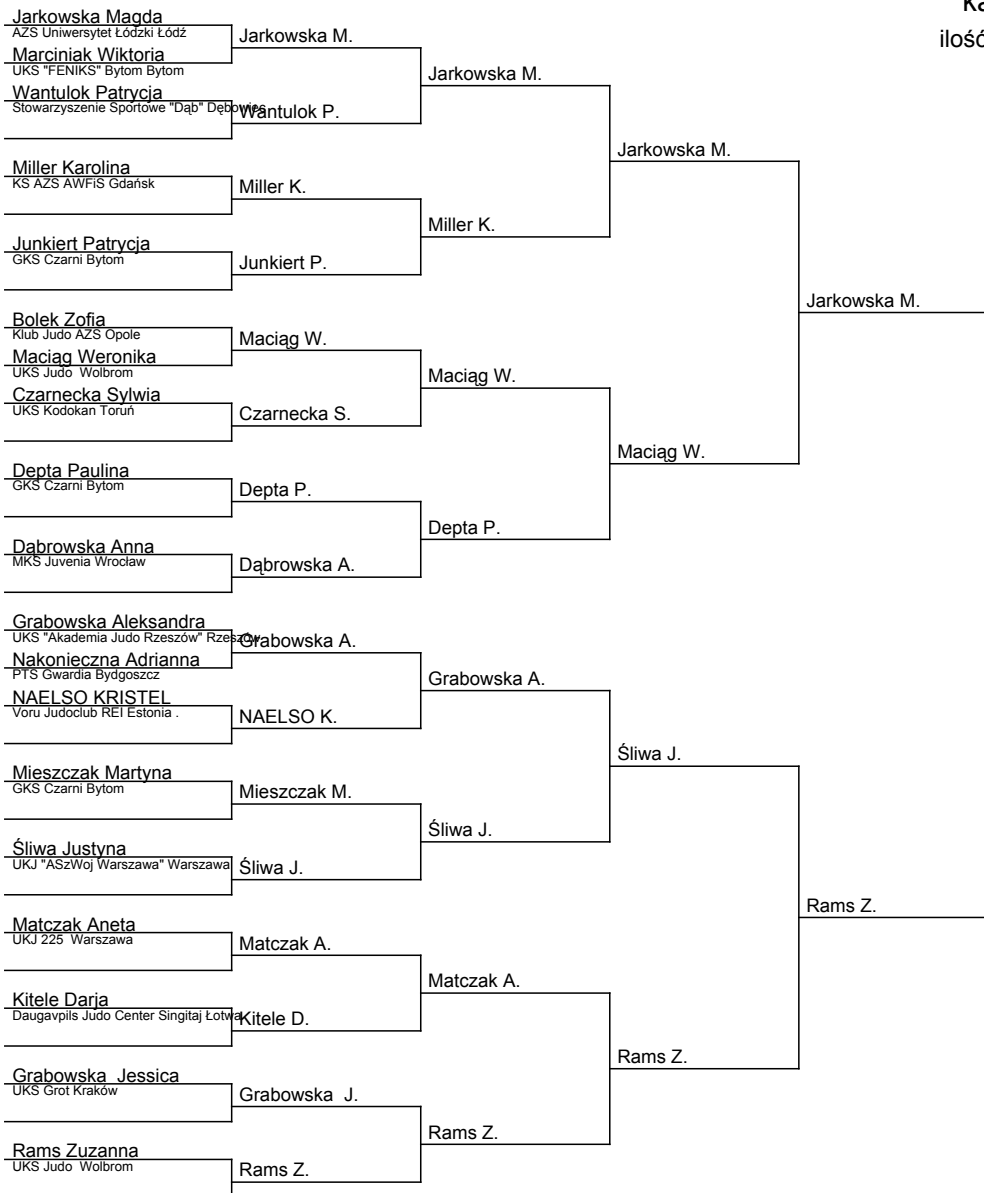 Ka
ilość
Jarkowska Magda
AZS Uniwersytet Łódzki Łódź
Marciniak Wiktoria
UKS "FENIKS" Bytom Bytom
Wantulok Patrycja
Stowarzyszenie Sportowe "Dąb" Dębowiec
Miller Karolina
KS AZS AWFiS Gdańsk
Junkiert Patrycja
GKS Czarni Bytom
Bolek Zofia
Klub Judo AZS Opole
Maciąg Weronika
UKS Judo Wolbrom
Czarnecka Sylwia
UKS Kodokan Toruń
Depta Paulina
GKS Czarni Bytom
Dąbrowska Anna
MKS Juvenia Wrocław
Grabowska Aleksandra
UKS "Akademia Judo Rzeszów" Rzeszów
Nakonieczna Adrianna
PTS Gwardia Bydgoszcz
NAELSO KRISTEL
Voru Judoclub REI Estonia .
Mieszczak Martyna
GKS Czarni Bytom
Śliwa Justyna
UKJ "ASzWoj Warszawa" Warszawa
Matczak Aneta
UKJ 225 Warszawa
Kitele Darja
Daugavpils Judo Center Singitaj Łotwa
Grabowska Jessica
UKS Grot Kraków
Rams Zuzanna
UKS Judo Wolbrom
Jarkowska M.
Wantulok P.
Miller K.
Junkiert P.
Maciąg W.
Czarnecka S.
Depta P.
Dąbrowska A.
Grabowska A.
NAELSO K.
Mieszczak M.
Śliwa J.
Matczak A.
Kitele D.
Grabowska J.
Rams Z.
Jarkowska M.
Miller K.
Maciąg W.
Depta P.
Grabowska A.
Śliwa J.
Matczak A.
Rams Z.
Jarkowska M.
Maciąg W.
Śliwa J.
Rams Z.
Jarkowska M.
Rams Z.